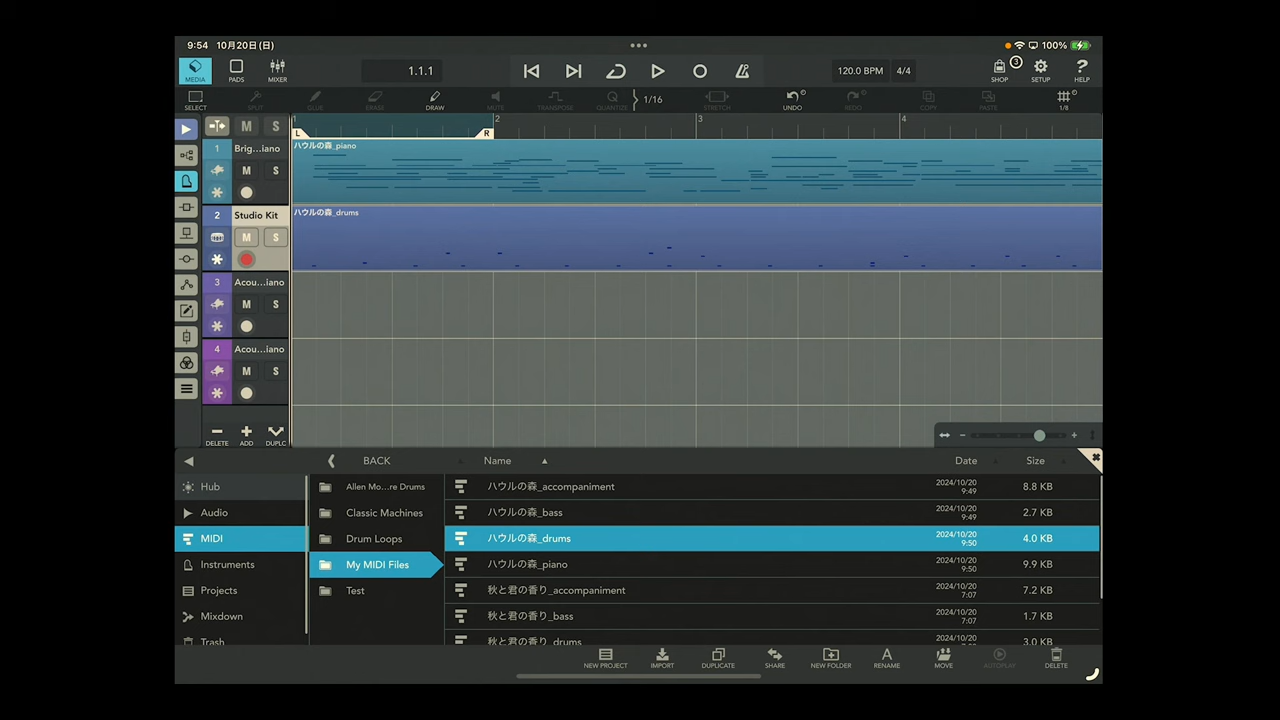 9:54 10月20日(日)
100%
MEDIA PADS MIXER
1.1.1
120.0 BPM 4/4
SHOP 3 SETUP HELP
SELECT SPLIT GLUE ERASE DRAW MUTE TRANSPOSE QUANTIZE 1/16 STRETCH UNDO REDO COPY PASTE 1/8
M S
1 2 3 4
L R
1 Brig...iano
M S
ハウルの森_piano
2 Studio Kit
M S
ハウルの森_drums
3 Acou...iano
M S
4 Acou...iano
M S
DELETE ADD DUPLC
BACK
Name Date Size
Hub
Audio
MIDI
Instruments
Projects
Mixdown
Trash
Allen Mo...re Drums
Classic Machines
Drum Loops
My MIDI Files
Test
ハウルの森_accompaniment 2024/10/20 9:49 8.8 KB
ハウルの森_bass 2024/10/20 9:49 2.7 KB
ハウルの森_drums 2024/10/20 9:50 4.0 KB
ハウルの森_piano 2024/10/20 9:50 9.9 KB
秋と君の香り_accompaniment 2024/10/20 7:07 7.2 KB
秋と君の香り_bass 2024/10/20 7:07 1.7 KB
秋と君の香り_drums 2024/10/20 3.0 KB
NEW PROJECT IMPORT DUPLICATE SHARE NEW FOLDER RENAME MOVE AUTOPLAY DELETE